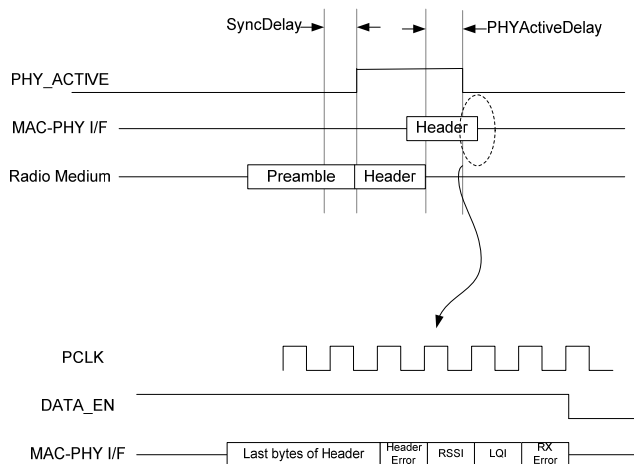 SyncDelay
PHYActiveDelay
PHY_ACTIVE
MAC-PHY I/F
Header
Radio Medium
Preamble
Header
PCLK
DATA_EN
MAC-PHY I/F
Last bytes of Header
Header
Error
RSSI
LQI
RX
Error